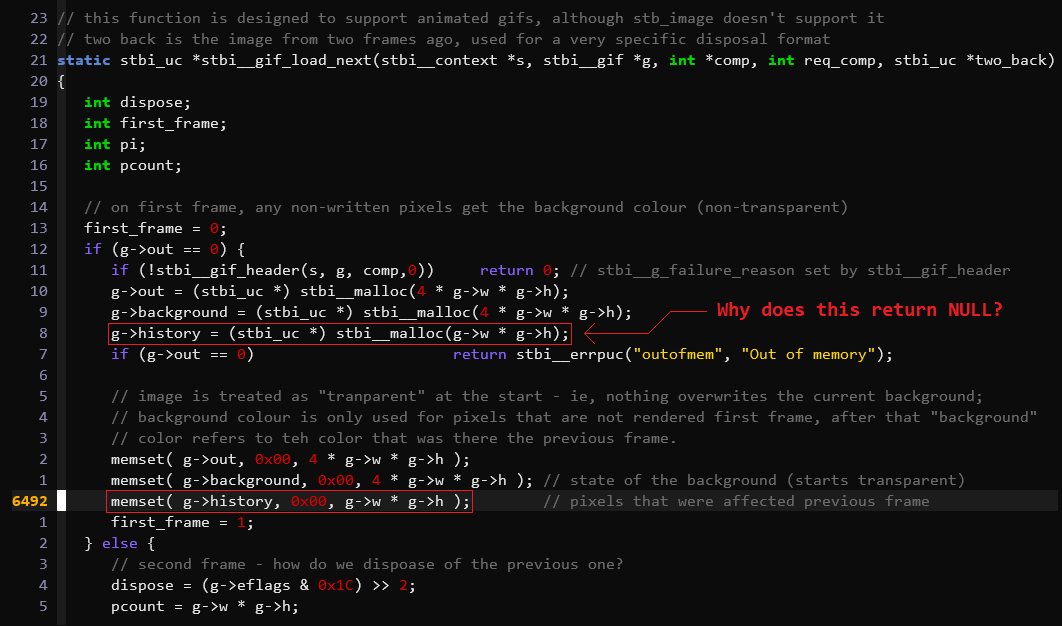 23 // this function is designed to support animated gifs, although stb_image doesn't support it
22 // two back is the image from two frames ago, used for a very specific disposal format
21 static stbi_uc *stbi__gif_load_next(stbi__context *s, stbi__gif *g, int *comp, int req_comp, stbi_uc *two_back)
20 {
19 int dispose;
18 int first_frame;
17 int pi;
16 int pcount;
15
14 // on first frame, any non-written pixels get the background colour (non-transparent)
13 first_frame = 0;
12 if (g->out == 0) {
11 if (!stbi__gif_header(s, g, comp,0)) return 0; // stbi__g_failure_reason set by stbi__gif_header
10 g->out = (stbi_uc *) stbi__malloc(4 * g->w * g->h);
9 g->background = (stbi_uc *) stbi__malloc(4 * g->w * g->h);
Why does this return NULL?
8 g->history = (stbi_uc *) stbi__malloc(g->w * g->h);
7 if (g->out == 0) return stbi__errpuc("outofmem", "Out of memory");
6
5 // image is treated as "tranparent" at the start - ie, nothing overwrites the current background;
4 // background colour is only used for pixels that are not rendered first frame, after that "background"
3 // color refers to teh color that was there the previous frame.
2 memset( g->out, 0x00, 4 * g->w * g->h );
1 memset( g->background, 0x00, 4 * g->w * g->h ); // state of the background (starts transparent)
6492 memset( g->history, 0x00, g->w * g->h ); // pixels that were affected previous frame
1 first_frame = 1;
2 } else {
3 // second frame - how do we dispoase of the previous one?
4 dispose = (g->eflags & 0x1C) >> 2;
5 pcount = g->w * g->h;